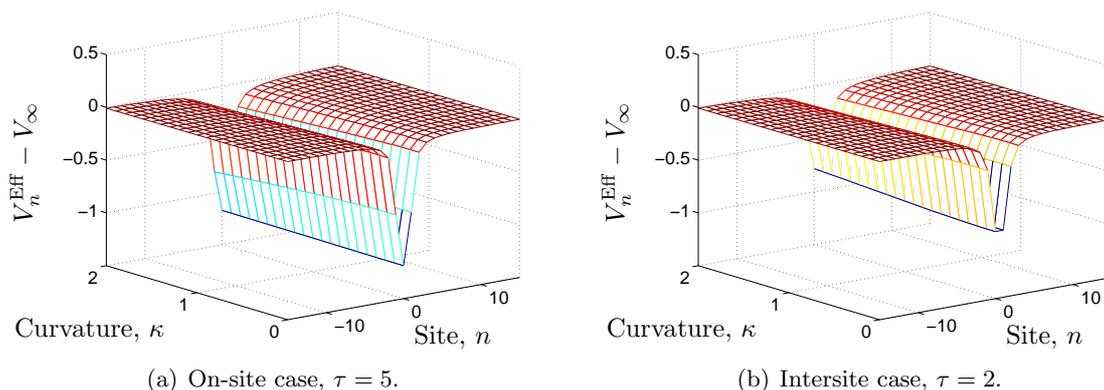 0.5
0
−0.5
−1
2
1
0
−10
0
10
V_n^Eff − V_∞
Curvature, κ
Site, n
(a) On-site case, τ = 5.
0.5
0
−0.5
−1
2
1
0
−10
0
10
V_n^Eff − V_∞
Curvature, κ
Site, n
(b) Intersite case, τ = 2.